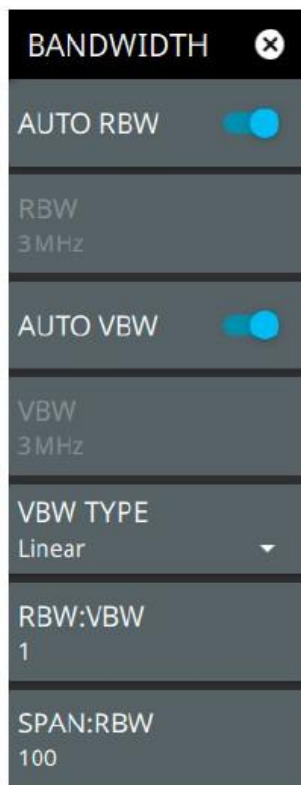 BANDWIDTH
AUTO RBW
RBW
3 MHz
AUTO VBW
VBW
3 MHz
VBW TYPE
Linear
RBW:VBW
1
SPAN:RBW
100